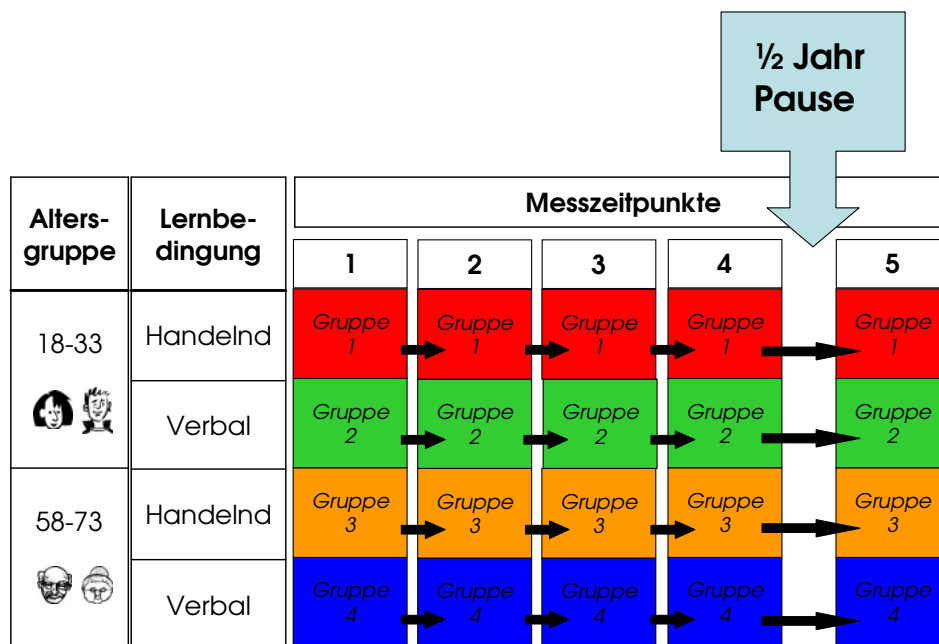 ½ Jahr
Pause
Alters-
gruppe
Lernbe-
dingung
Messzeitpunkte
1
2
3
4
5
18-33
Handelnd
Gruppe
1
Gruppe
1
Gruppe
1
Gruppe
1
Gruppe
1
Verbal
Gruppe
2
Gruppe
2
Gruppe
2
Gruppe
2
Gruppe
2
58-73
Handelnd
Gruppe
3
Gruppe
3
Gruppe
3
Gruppe
3
Gruppe
3
Verbal
Gruppe
4
Gruppe
4
Gruppe
4
Gruppe
4
Gruppe
4